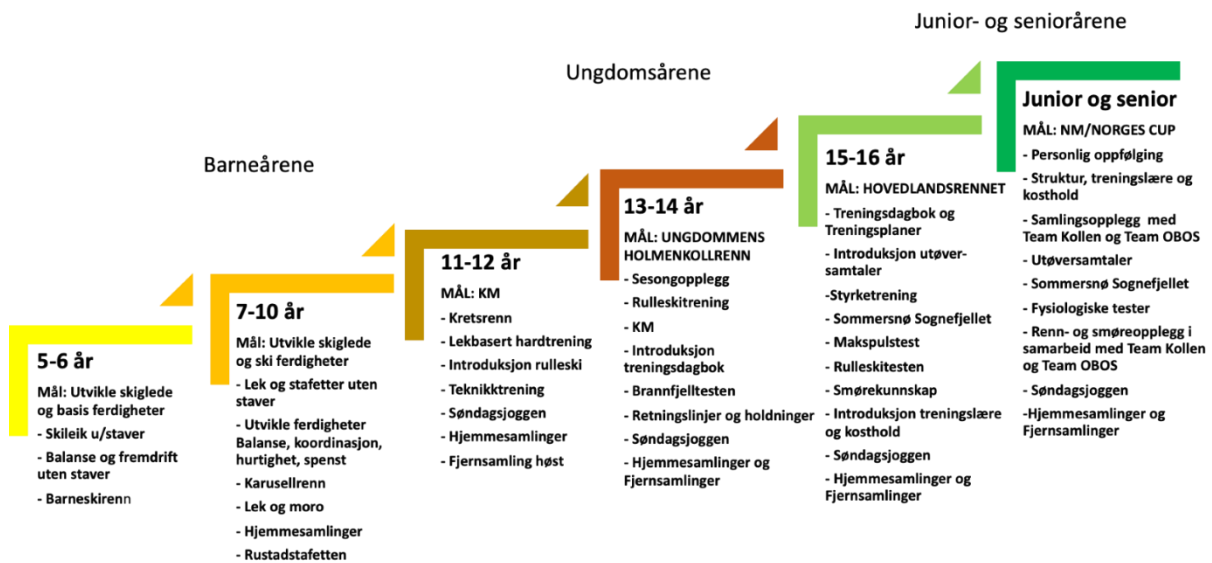 Junior- og seniorårene
Ungdomsårene
Barneårene
5-6 år
Mål: Utvikle skiglede
og basis ferdigheter
- Skileik u/staver
- Balanse og fremdrift
uten staver
- Barneskirenn
7-10 år
Mål: Utvikle skiglede
og ski ferdigheter
- Lek og stafetter uten
staver
- Utvikle ferdigheter
Balanse, koordinasjon,
hurtighet, spenst
- Karusellrenn
- Lek og moro
- Hjemmesamlinger
- Rustadstafetten
11-12 år
MÅL: KM
- Kretsrenn
- Lekbasert hardtrening
- Introduksjon rulleski
- Teknikktrening
- Søndagsjoggen
- Hjemmesamlinger
- Fjernsamling høst
13-14 år
MÅL: UNGDOMMENS
HOLMENKOLLRENN
- Sesongopplegg
- Rulleskitrening
- KM
- Introduksjon
treningsdagbok
- Brannfjelltesten
- Retningslinjer og holdninger
- Søndagsjoggen
- Hjemmesamlinger og
Fjernsamlinger
15-16 år
MÅL: HOVEDLANDSRENNET
- Treningsdagbok og
Treningsplaner
- Introduksjon utøver-
samtaler
-Styrketrening
- Sommersnø Sognefjellet
- Makspulstest
- Rulleskitesten
- Smørekunnskap
- Introduksjon treningslære
og kosthold
- Søndagsjoggen
- Hjemmesamlinger og
Fjernsamlinger
Junior og senior
MÅL: NM/NORGES CUP
- Personlig oppfølging
- Struktur, treningslære og
kosthold
- Samlingsopplegg med
Team Kollen og Team OBOS
- Utøversamtaler
- Sommersnø Sognefjellet
- Fysiologiske tester
- Renn- og smøreopplegg i
samarbeid med Team Kollen
og Team OBOS
- Søndagsjoggen
-Hjemmesamlinger og
Fjernsamlinger